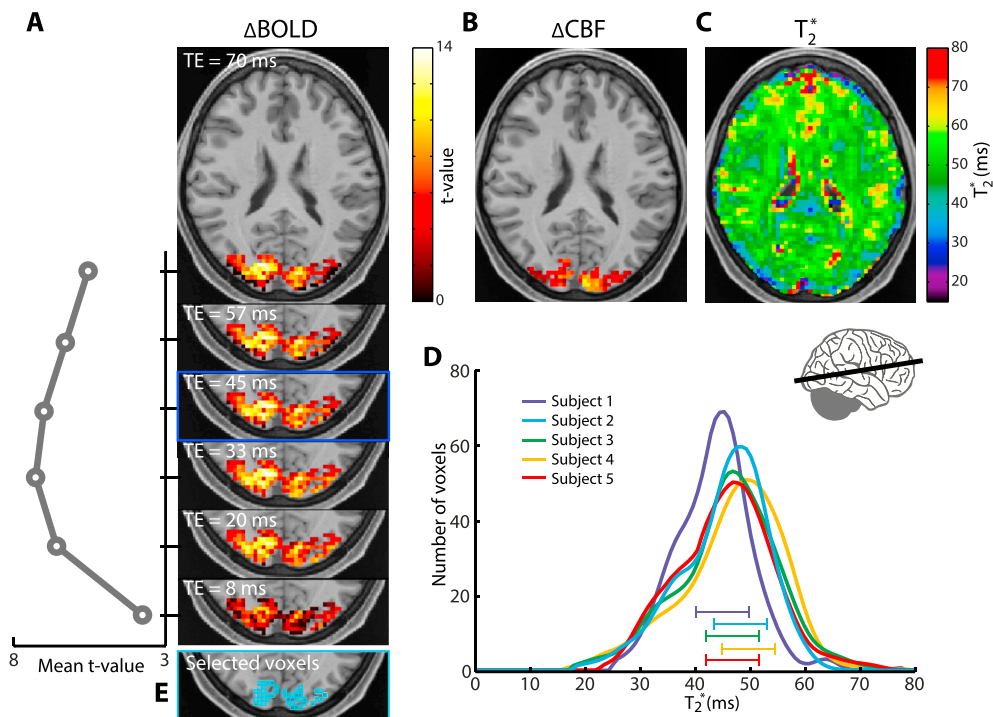 A
ΔBOLD
B
ΔCBF
C
T₂*
TE = 70 ms
14
t-value
0
80
70
60
50
40
30
20
T₂* (ms)
TE = 57 ms
TE = 45 ms
TE = 33 ms
TE = 20 ms
TE = 8 ms
8
Mean t-value
3
E
Selected voxels
D
80
60
40
20
0
Number of voxels
Subject 1
Subject 2
Subject 3
Subject 4
Subject 5
0 10 20 30 40 50 60 70 80
T₂* (ms)